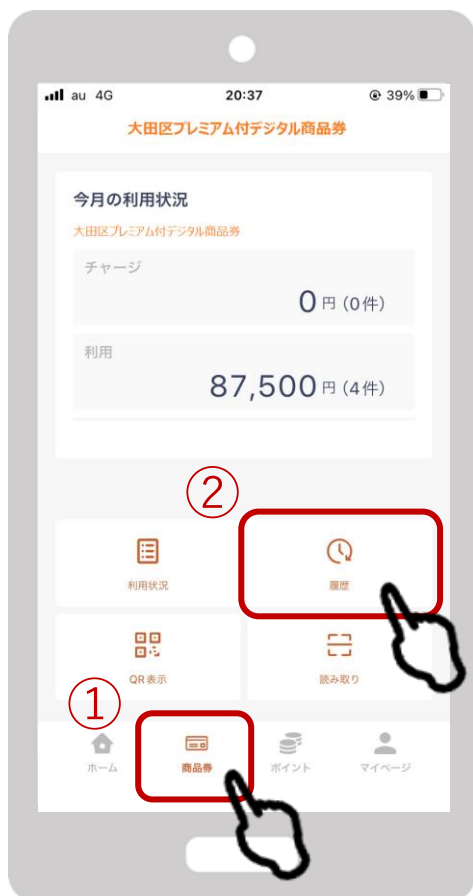 au 4G 20:37 39%
大田区プレミアム付デジタル商品券
今月の利用状況
大田区プレミアム付デジタル商品券
チャージ
0円(0件)
利用
87,500円(4件)
②
利用状況 履歴
QR表示 読み取り
①
ホーム 商品券 ポイント マイページ